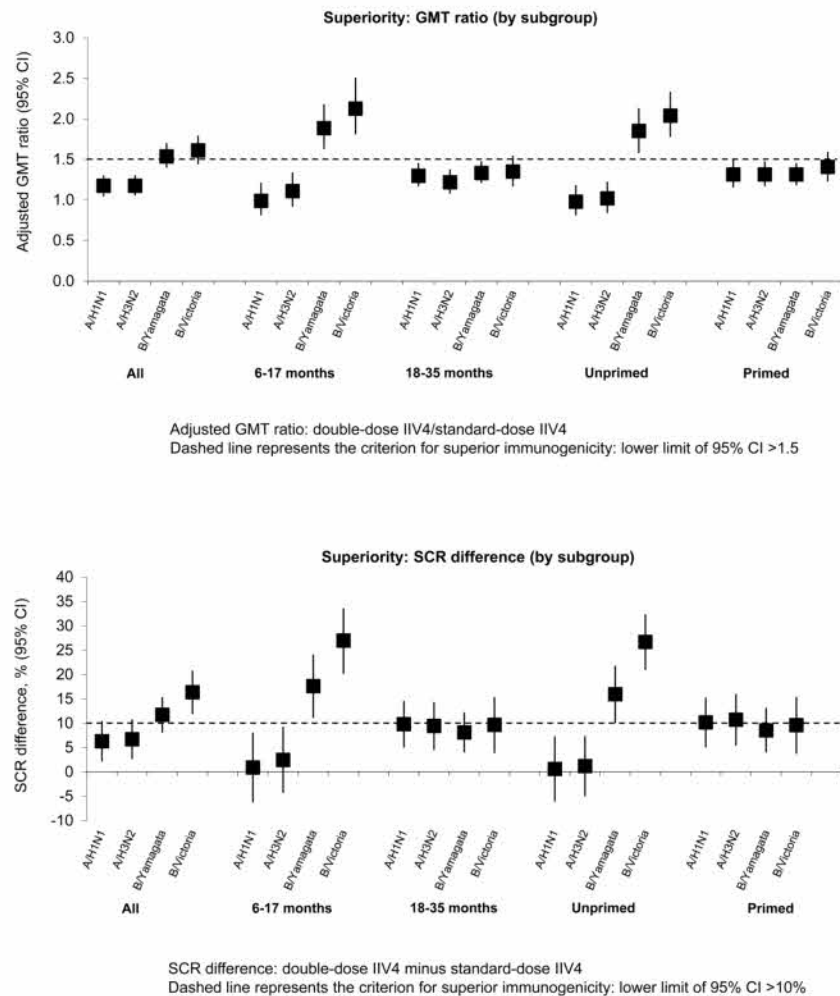 Superiority: GMT ratio (by subgroup)
Adjusted GMT ratio (95% CI)
3.0
2.5
2.0
1.5
1.0
0.5
0.0
A/H1N1 A/H3N2 B/Yamagata B/Victoria A/H1N1 A/H3N2 B/Yamagata B/Victoria A/H1N1 A/H3N2 B/Yamagata B/Victoria A/H1N1 A/H3N2 B/Yamagata B/Victoria A/H1N1 A/H3N2 B/Yamagata B/Victoria
All 6-17 months 18-35 months Unprimed Primed
Adjusted GMT ratio: double-dose IIV4/standard-dose IIV4
Dashed line represents the criterion for superior immunogenicity: lower limit of 95% CI >1.5
Superiority: SCR difference (by subgroup)
SCR difference, % (95% CI)
40
35
30
25
20
15
10
5
0
-5
-10
A/H1N1 A/H3N2 B/Yamagata B/Victoria A/H1N1 A/H3N2 B/Yamagata B/Victoria A/H1N1 A/H3N2 B/Yamagata B/Victoria A/H1N1 A/H3N2 B/Yamagata B/Victoria A/H1N1 A/H3N2 B/Yamagata B/Victoria
All 6-17 months 18-35 months Unprimed Primed
SCR difference: double-dose IIV4 minus standard-dose IIV4
Dashed line represents the criterion for superior immunogenicity: lower limit of 95% CI >10%